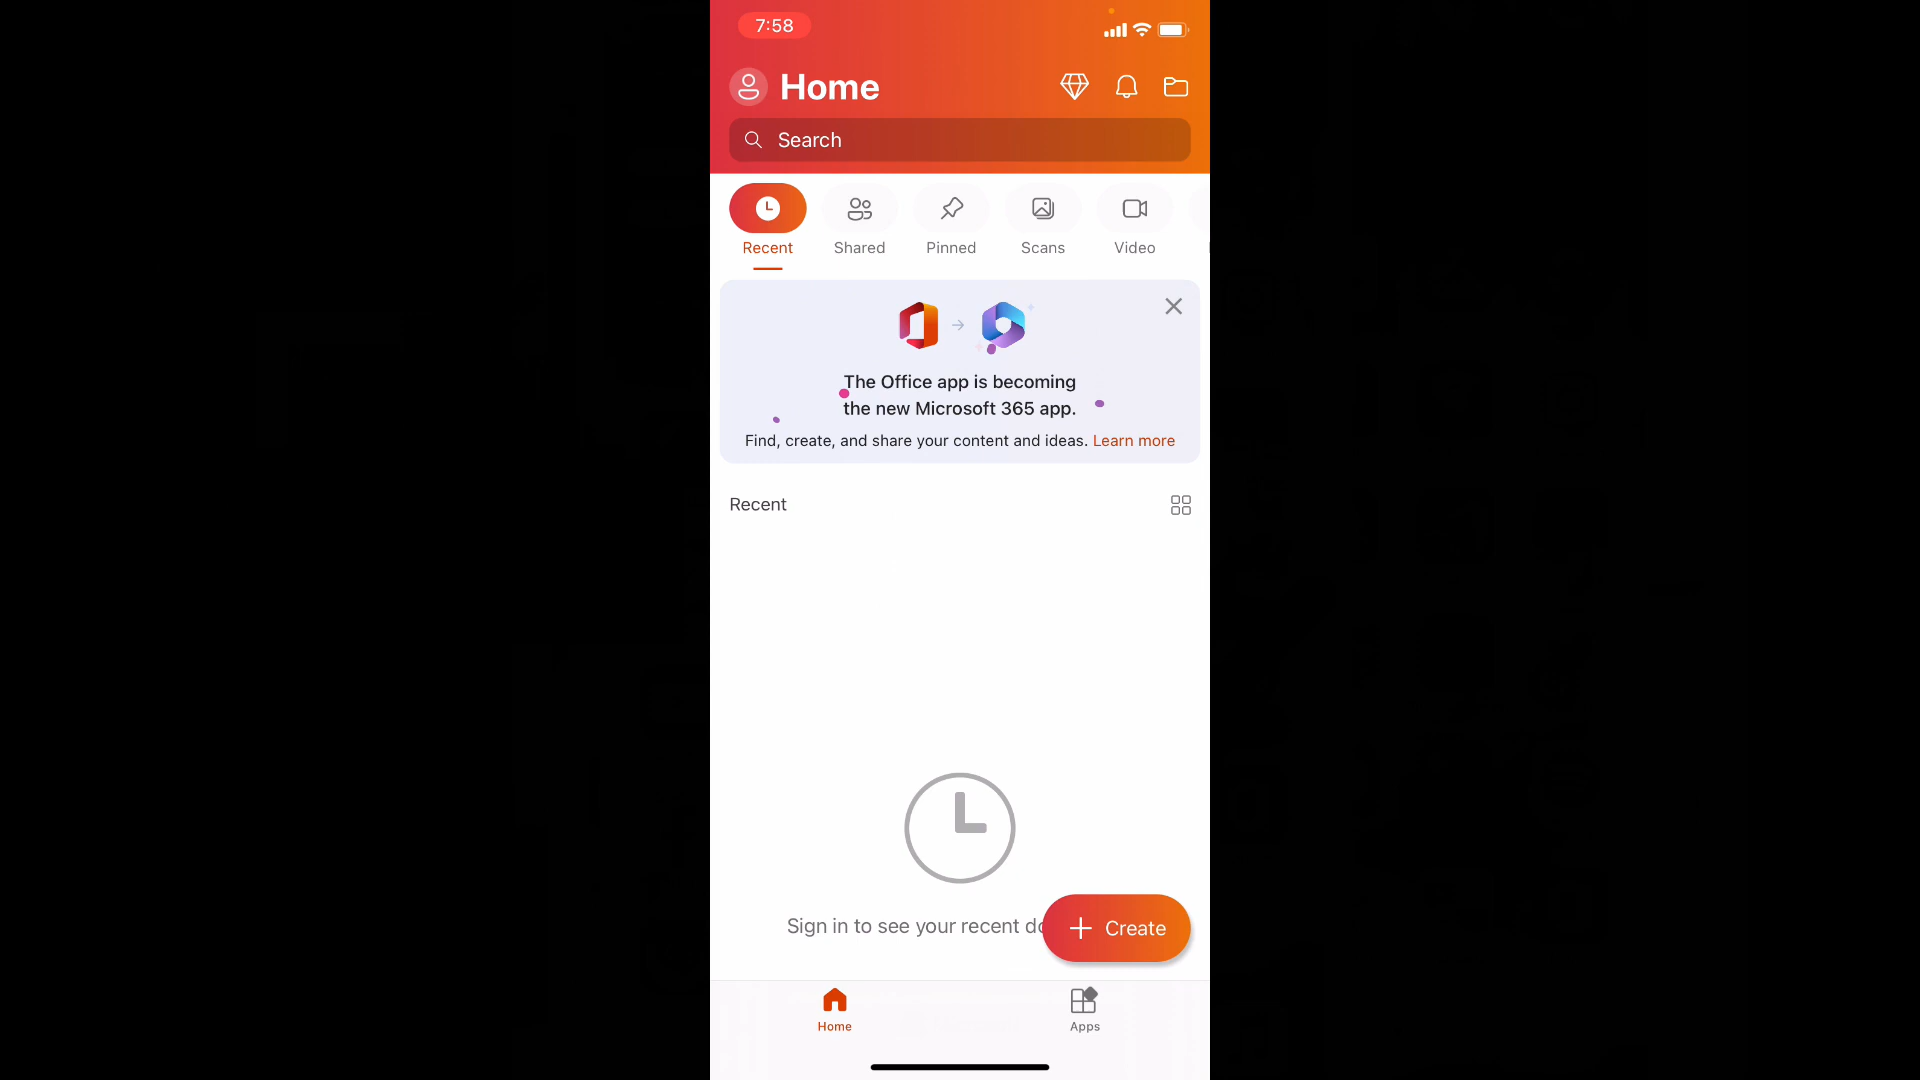 7:58
Home
Search
Recent
Shared
Pinned
Scans
Video
The Office app is becoming
the new Microsoft 365 app.
Find, create, and share your content and ideas. Learn more
Recent
Sign in to see your recent
Create
Home
Apps